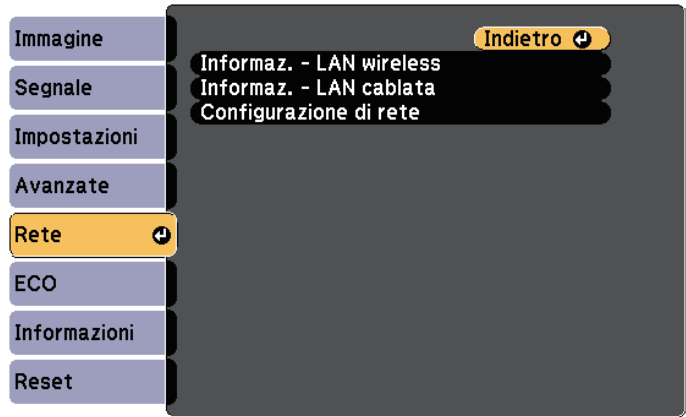 Immagine
Segnale
Impostazioni
Avanzate
Rete
ECO
Informazioni
Reset
Indietro
Informaz. - LAN wireless
Informaz. - LAN cablata
Configurazione di rete